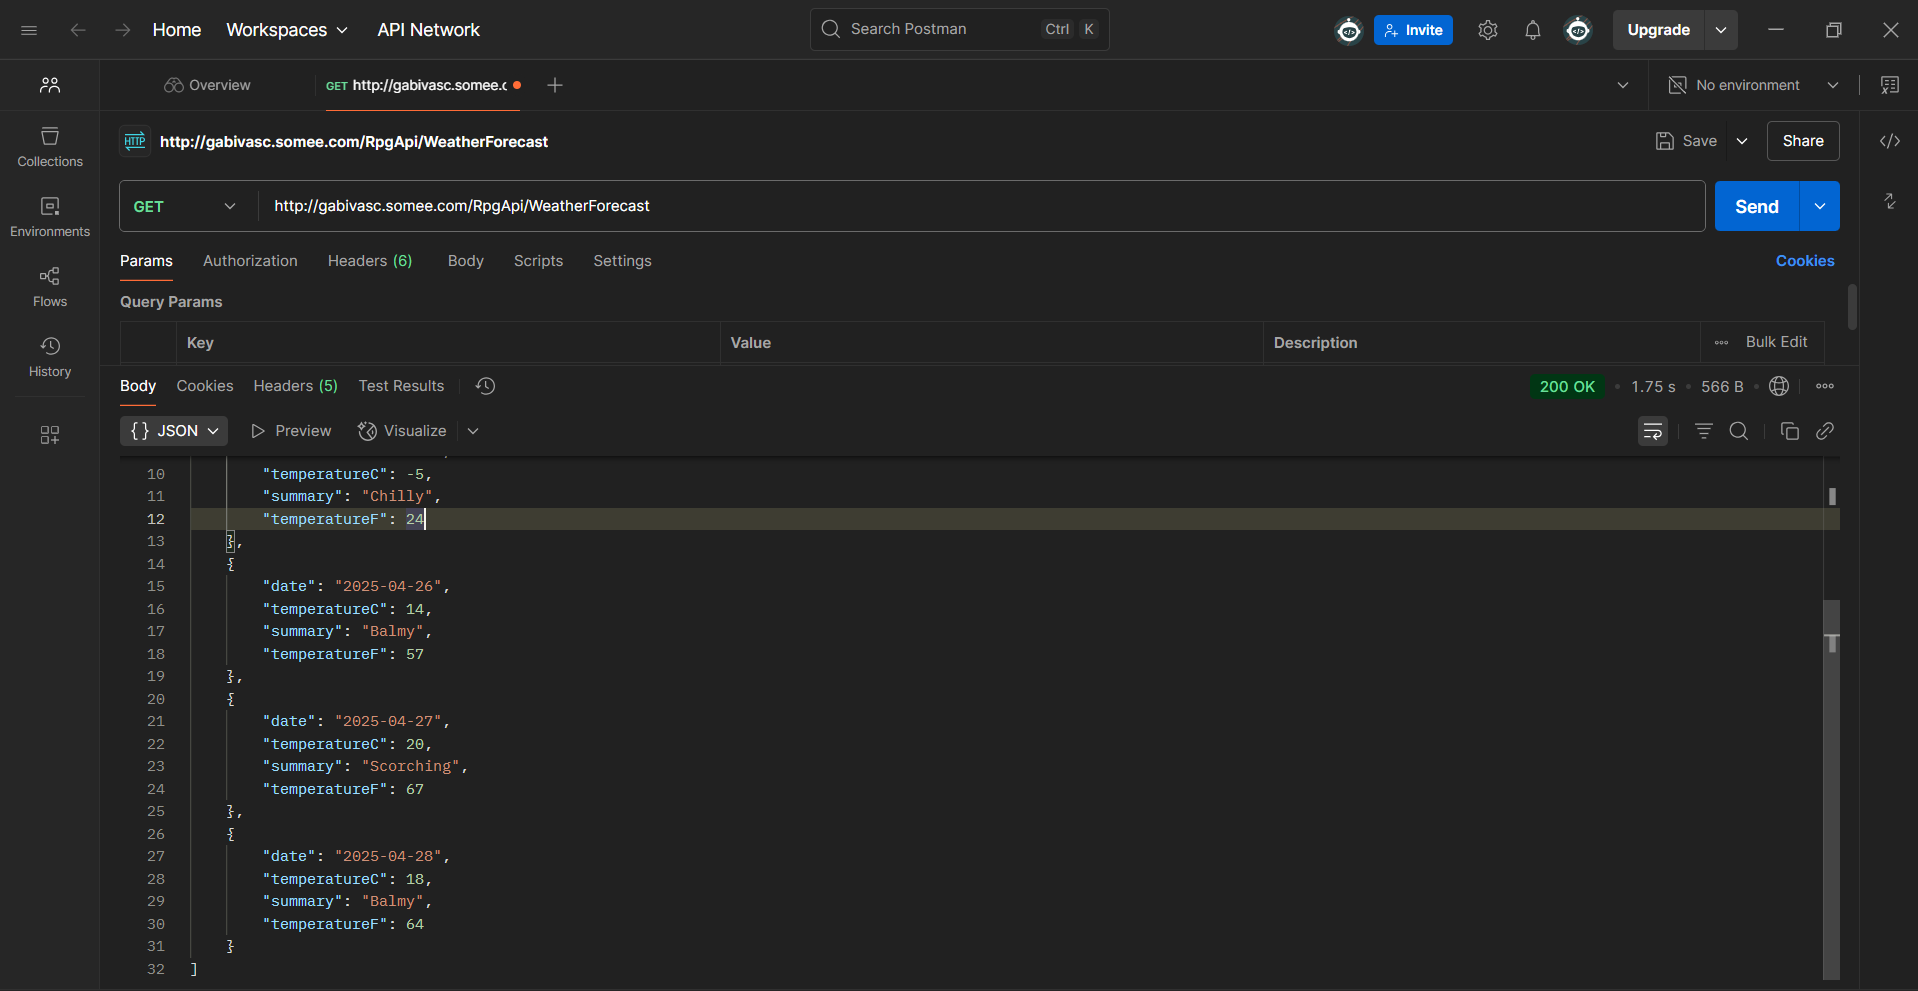 Home Workspaces API Network Search Postman Ctrl K Invite Upgrade
Overview GET http://gabivasc.somee.c No environment
HTTP http://gabivasc.somee.com/RpgApi/WeatherForecast Save Share
Collections
GET http://gabivasc.somee.com/RpgApi/WeatherForecast Send
Environments
Params Authorization Headers (6) Body Scripts Settings Cookies
Flows
Query Params
Key Value Description Bulk Edit
History
Body Cookies Headers (5) Test Results 200 OK • 1.75 s • 566 B •
{} JSON Preview Visualize
10 "temperatureC": -5,
11 "summary": "Chilly",
12 "temperatureF": 24
13 },
14 {
15 "date": "2025-04-26",
16 "temperatureC": 14,
17 "summary": "Balmy",
18 "temperatureF": 57
19 },
20 {
21 "date": "2025-04-27",
22 "temperatureC": 20,
23 "summary": "Scorching",
24 "temperatureF": 67
25 },
26 {
27 "date": "2025-04-28",
28 "temperatureC": 18,
29 "summary": "Balmy",
30 "temperatureF": 64
31 }
32 ]